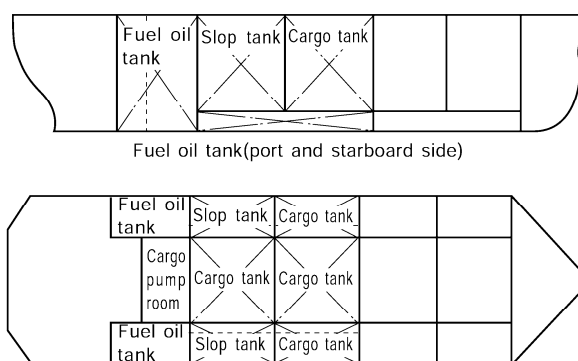 Fuel oil
tank
Slop tank
Cargo tank
Fuel oil tank(port and starboard side)
Fuel oil
tank
Slop tank
Cargo tank
Cargo
pump
room
Cargo tank
Cargo tank
Fuel oil
tank
Slop tank
Cargo tank